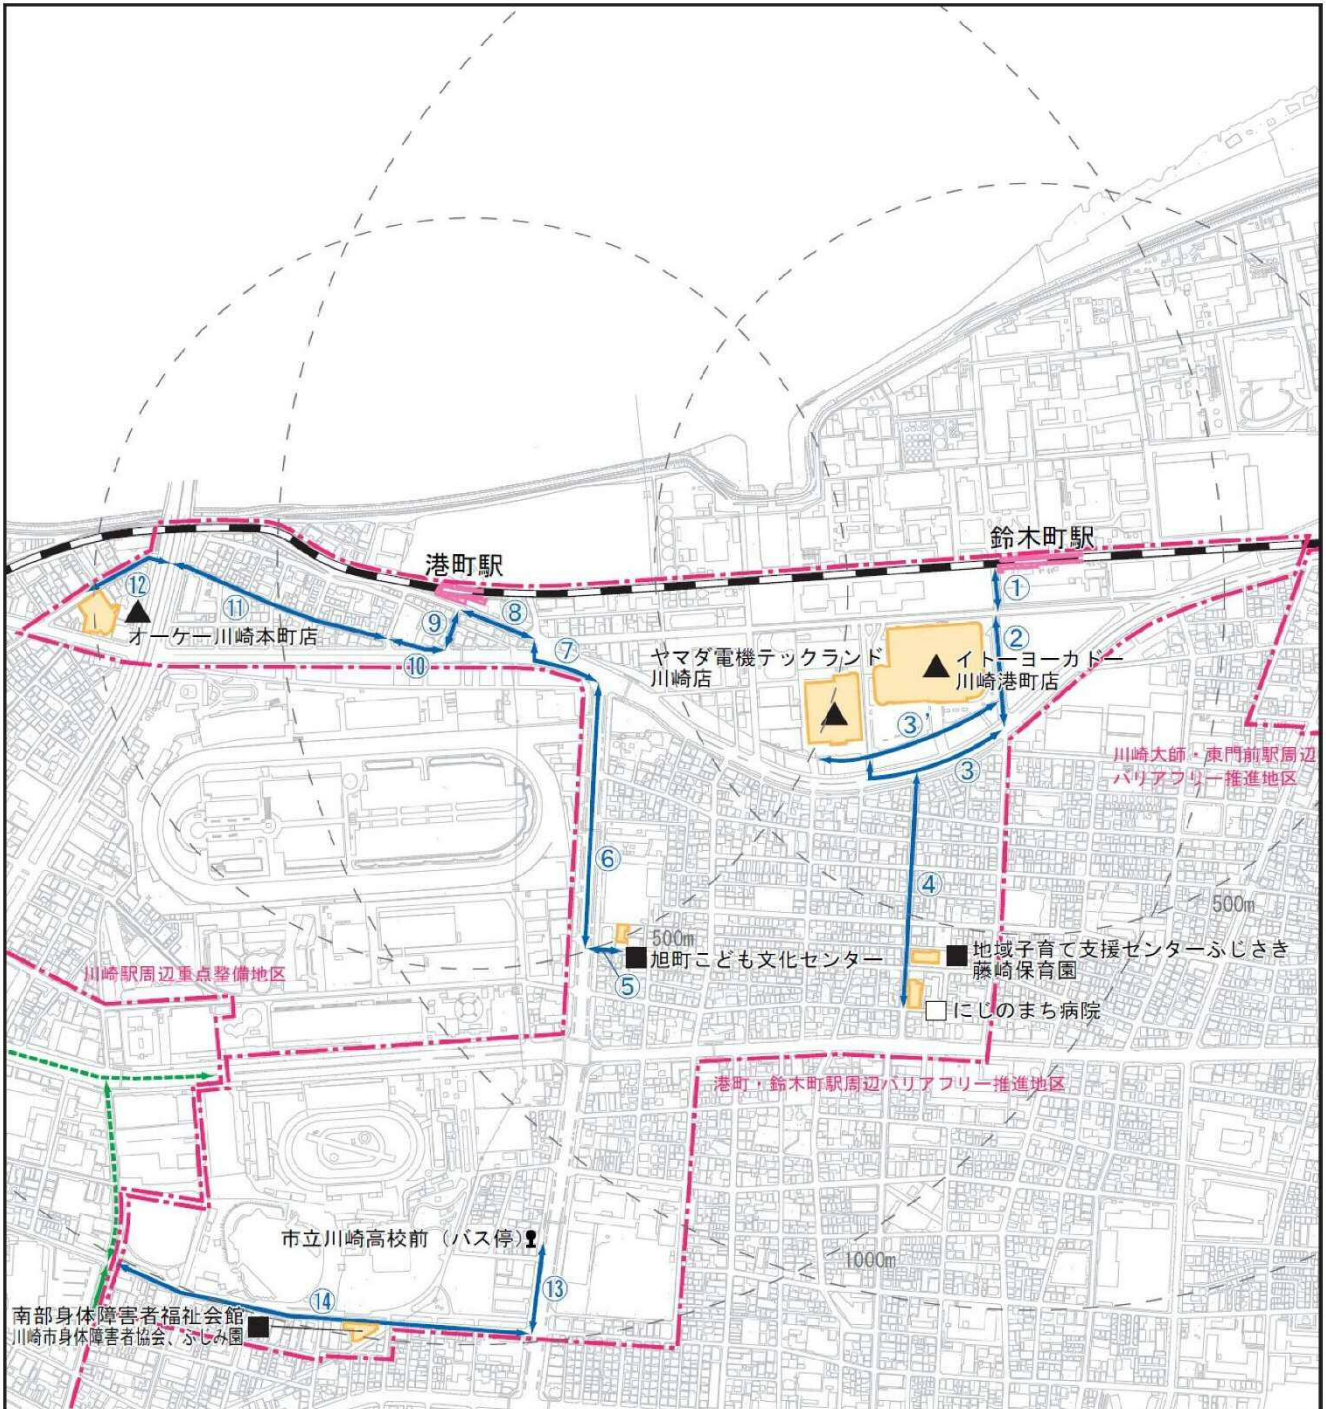 港町駅
鈴木町駅
①
②
⑫
⑪
⑨
⑧
⑦
⑩
オーケー川崎本町店
ヤマダ電機テックランド
川崎店
イトーヨーカドー
川崎港町店
③'
③
川崎大師・東門前駅周辺
バリアフリー推進地区
⑥
④
500m
500m
旭町こども文化センター
⑤
地域子育て支援センターふじさき
藤崎保育園
にじのまち病院
川崎駅周辺重点整備地区
港町・鈴木町駅周辺バリアフリー推進地区
市立川崎高校前（バス停）
1000m
⑬
⑭
南部身体障害者福祉会館
川崎市身体障害者協会、ふじみ園